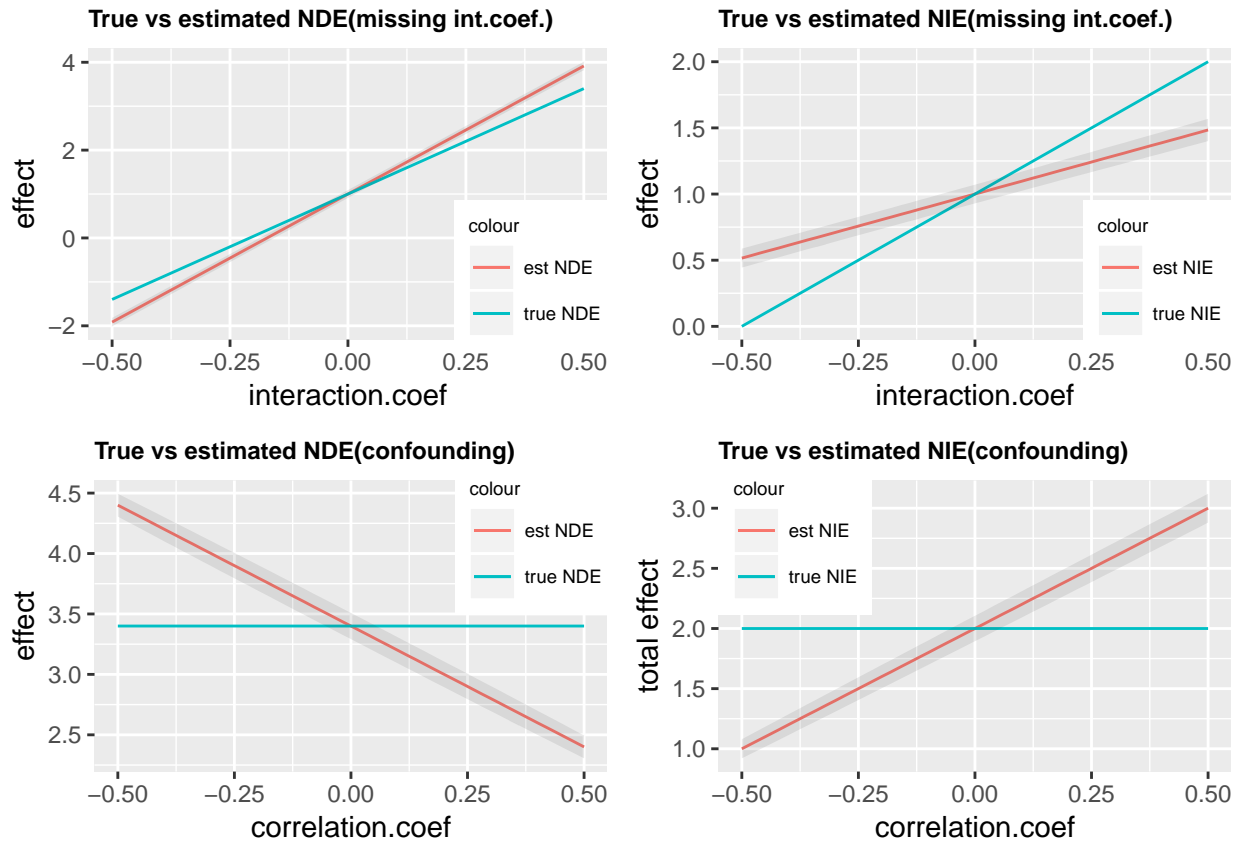 True vs estimated NDE(missing int.coef.)
effect
4
2
0
−2
colour
est NDE
true NDE
−0.50 −0.25 0.00 0.25 0.50
interaction.coef
True vs estimated NIE(missing int.coef.)
effect
2.0
1.5
1.0
0.5
0.0
colour
est NIE
true NIE
−0.50 −0.25 0.00 0.25 0.50
interaction.coef
True vs estimated NDE(confounding)
effect
4.5
4.0
3.5
3.0
2.5
colour
est NDE
true NDE
−0.50 −0.25 0.00 0.25 0.50
correlation.coef
True vs estimated NIE(confounding)
total effect
3.0
2.5
2.0
1.5
1.0
colour
est NIE
true NIE
−0.50 −0.25 0.00 0.25 0.50
correlation.coef